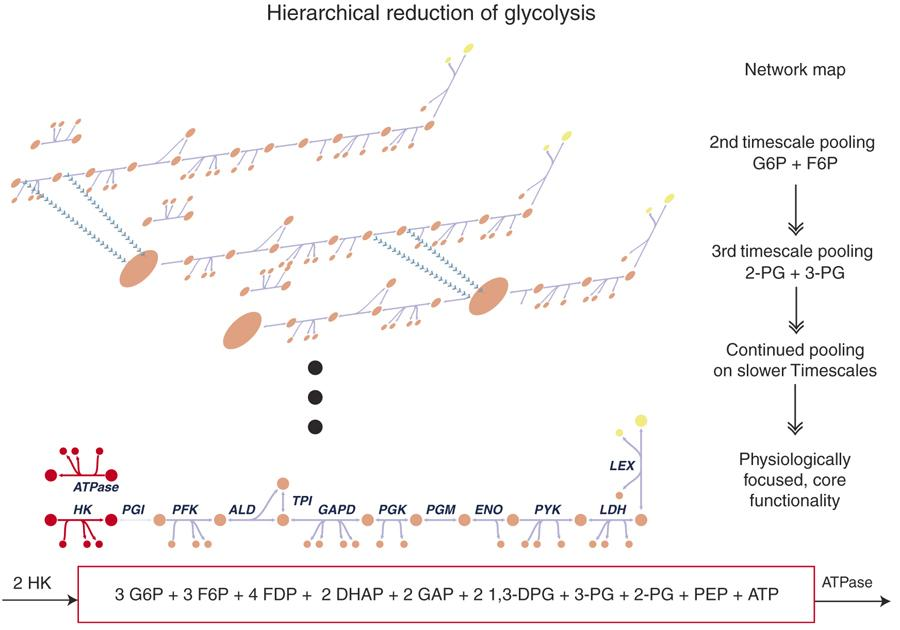 Hierarchical reduction of glycolysis
Network map
2nd timescale pooling
G6P + F6P
3rd timescale pooling
2-PG + 3-PG
Continued pooling
on slower Timescales
Physiologically
focused, core
functionality
LEX
ATPase
HK PGI PFK ALD TPI GAPD PGK PGM ENO PYK LDH
2 HK
3 G6P + 3 F6P + 4 FDP + 2 DHAP + 2 GAP + 2 1,3-DPG + 3-PG + 2-PG + PEP + ATP
ATPase